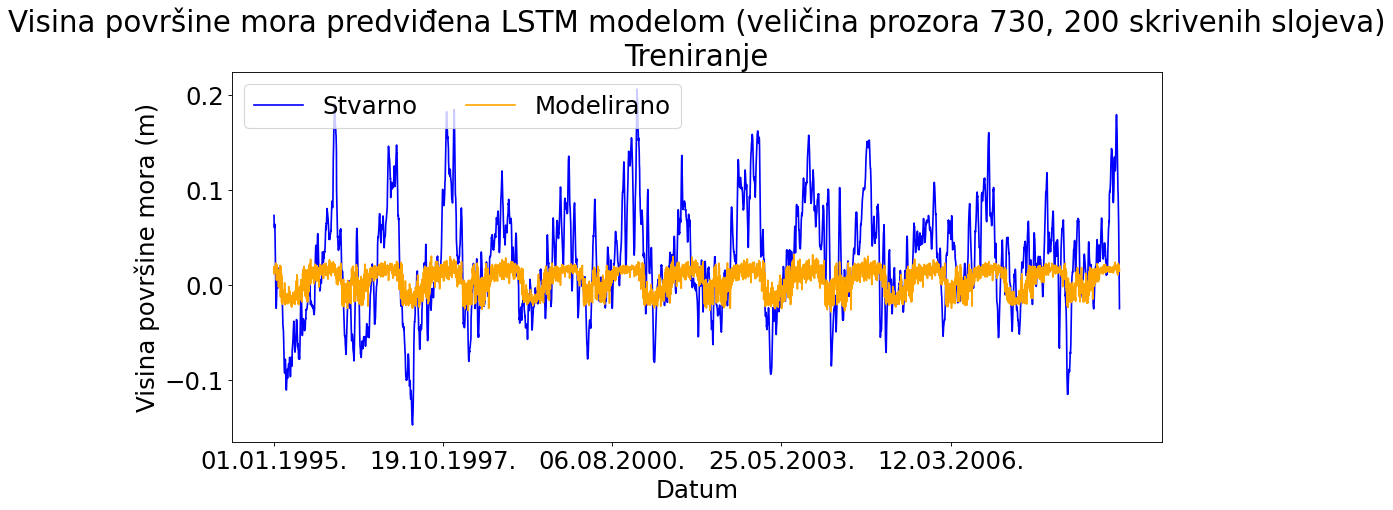 Visina površine mora predviđena LSTM modelom (veličina prozora 730, 200 skrivenih slojeva)
Treniranje
Stvarno
Modelirano
Visina površine mora (m)
0.2
0.1
0.0
−0.1
01.01.1995.
19.10.1997.
06.08.2000.
25.05.2003.
12.03.2006.
Datum